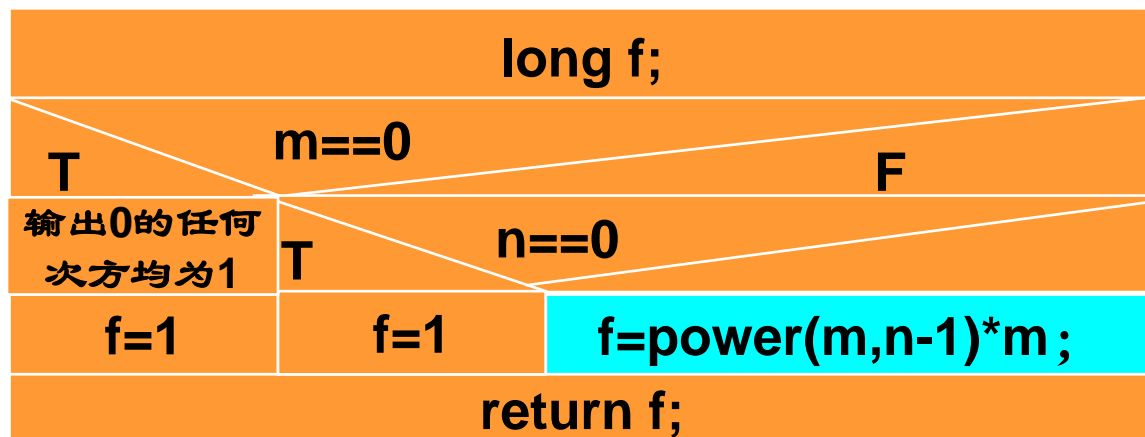 long f;
m==0
T
F
输出0的任何
次方均为1
T
n==0
f=1
f=1
f=power(m,n-1)*m；
return f;